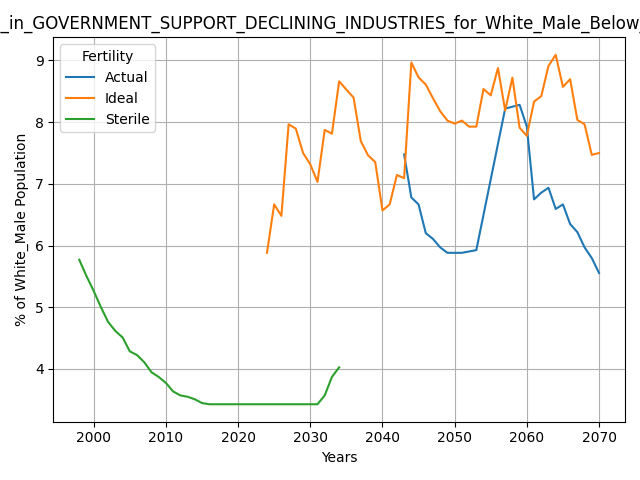 _in_GOVERNMENT_SUPPORT_DECLINING_INDUSTRIES_for_White_Male_Below_
Fertility
Actual
Ideal
Sterile
% of White_Male Population
9
8
7
6
5
4
2000 2010 2020 2030 2040 2050 2060 2070
Years